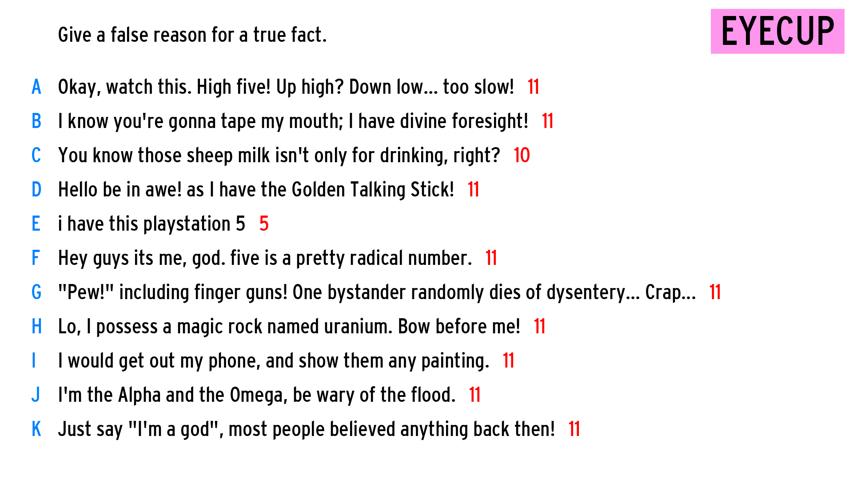 Give a false reason for a true fact.
EYECUP
A Okay, watch this. High five! Up high? Down low... too slow! 11
B I know you're gonna tape my mouth; I have divine foresight! 11
C You know those sheep milk isn't only for drinking, right? 10
D Hello be in awe! as I have the Golden Talking Stick! 11
E i have this playstation 5 5
F Hey guys its me, god. five is a pretty radical number. 11
G "Pew!" including finger guns! One bystander randomly dies of dysentery... Crap... 11
H Lo, I possess a magic rock named uranium. Bow before me! 11
I I would get out my phone, and show them any painting. 11
J I'm the Alpha and the Omega, be wary of the flood. 11
K Just say "I'm a god", most people believed anything back then! 11